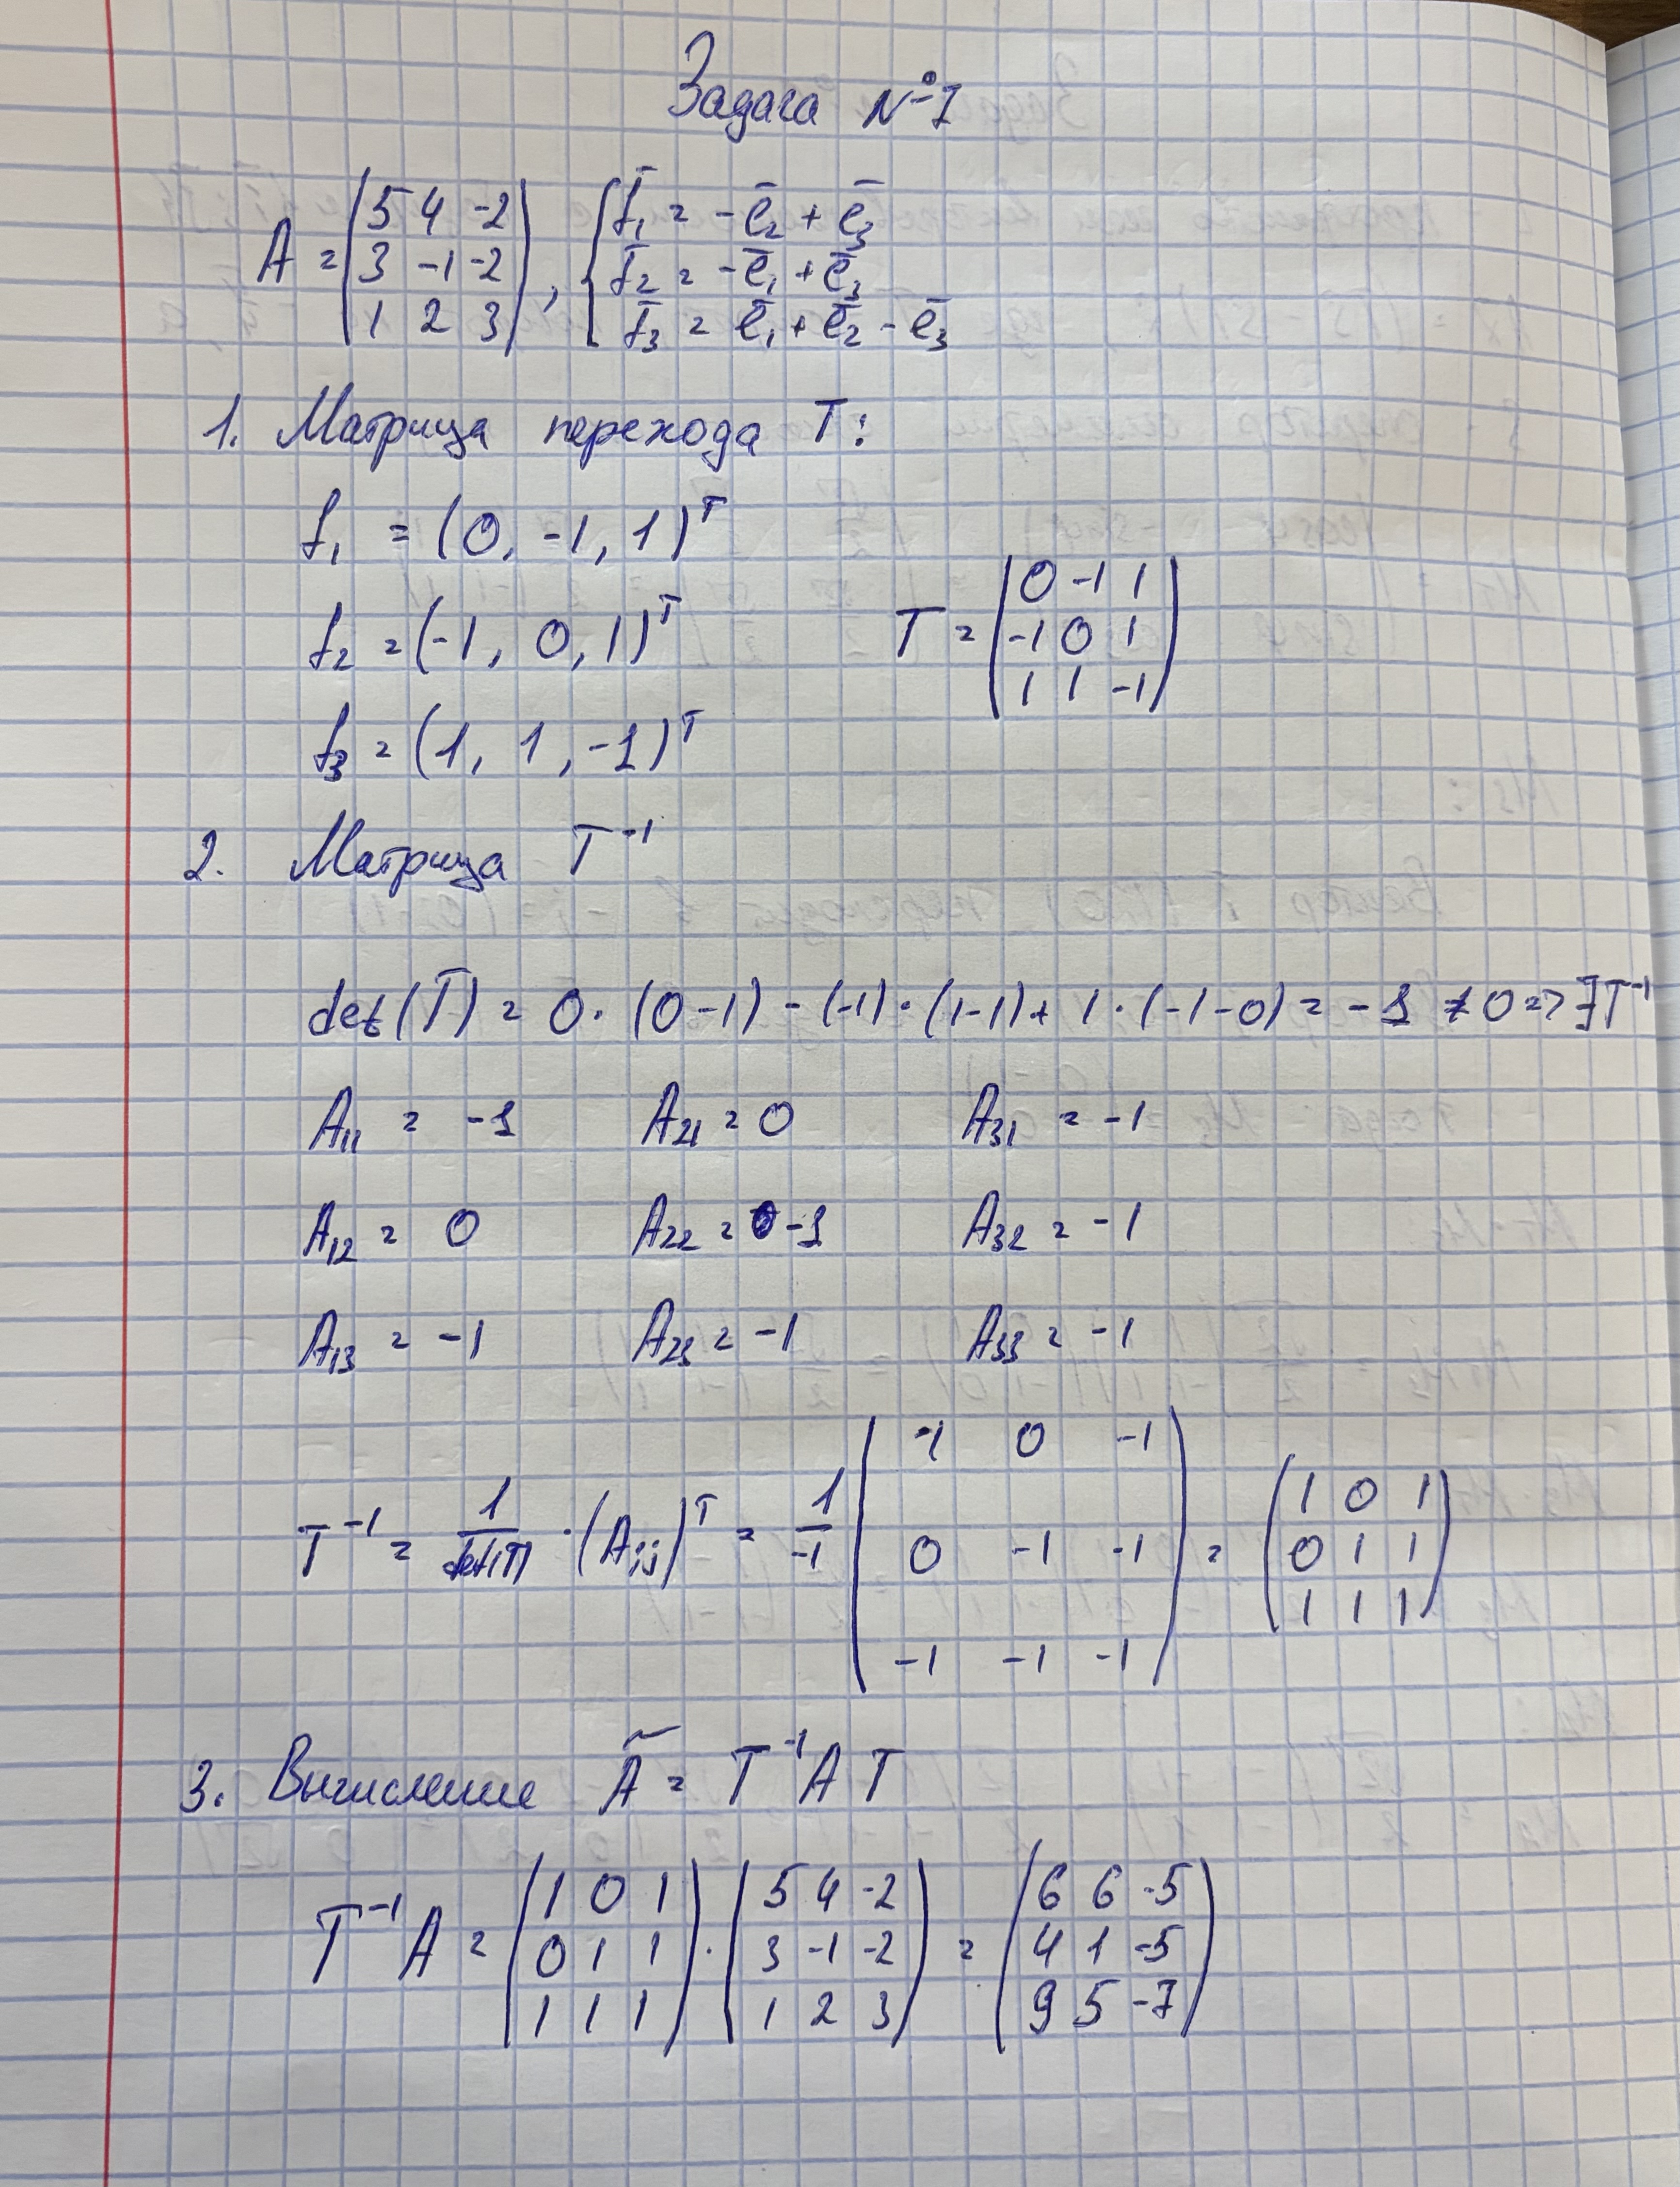 Задача №7
A = (5 4 -2; 3 -1 -2; 1 2 3), { f̄₁ = -ē₂ + ē₃
f̄₂ = -ē₁ + ē₃
f̄₃ = ē₁ + ē₂ - ē₃
1. Матрица перехода T:
f₁ = (0, -1, 1)ᵀ
f₂ = (-1, 0, 1)ᵀ T = (0 -1 1; -1 0 1; 1 1 -1)
f₃ = (1, 1, -1)ᵀ
2. Матрица T⁻¹
det(T) = 0 · (0-1) - (-1) · (1-1) + 1 · (-1-0) = -1 ≠ 0 => ∃T⁻¹
A₁₁ = -1 A₂₁ = 0 A₃₁ = -1
A₁₂ = 0 A₂₂ = -1 A₃₂ = -1
A₁₃ = -1 A₂₃ = -1 A₃₃ = -1
T⁻¹ = 1/det(T) · (Aᵢⱼ)ᵀ = 1/-1 (-1 0 -1; 0 -1 -1; -1 -1 -1) = (1 0 1; 0 1 1; 1 1 1)
3. Вычисление Ã = T⁻¹ A T
T⁻¹ A = (1 0 1; 0 1 1; 1 1 1) · (5 4 -2; 3 -1 -2; 1 2 3) = (6 6 -5; 4 1 -5; 9 5 -7)